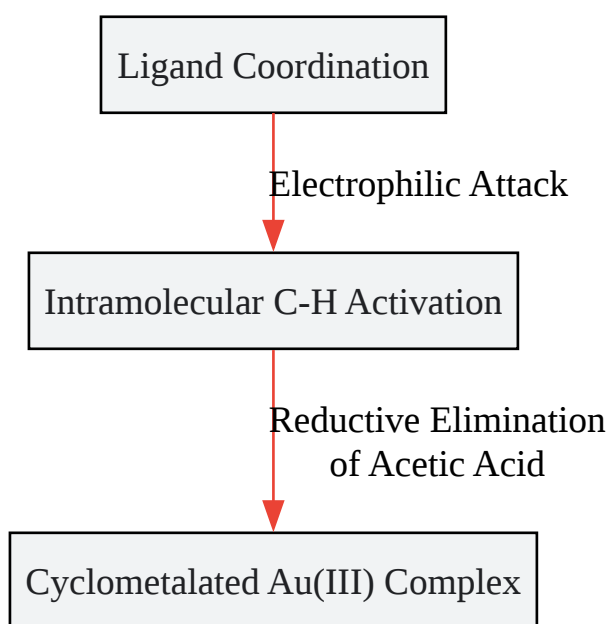 Ligand Coordination
Electrophilic Attack
Intramolecular C-H Activation
Reductive Elimination
of Acetic Acid
Cyclometalated Au(III) Complex